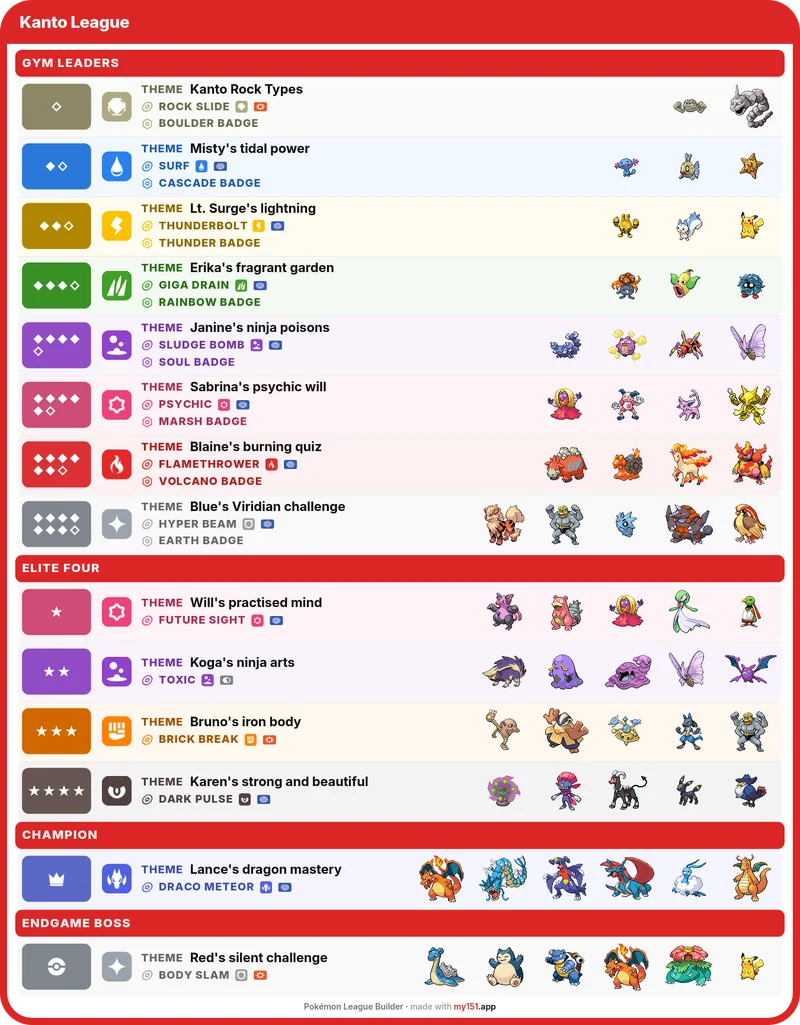 Kanto League
GYM LEADERS
THEME Kanto Rock Types
ROCK SLIDE
BOULDER BADGE
THEME Misty's tidal power
SURF
CASCADE BADGE
THEME Lt. Surge's lightning
THUNDERBOLT
THUNDER BADGE
THEME Erika's fragrant garden
GIGA DRAIN
RAINBOW BADGE
THEME Janine's ninja poisons
SLUDGE BOMB
SOUL BADGE
THEME Sabrina's psychic will
PSYCHIC
MARSH BADGE
THEME Blaine's burning quiz
FLAMETHROWER
VOLCANO BADGE
THEME Blue's Viridian challenge
HYPER BEAM
EARTH BADGE
ELITE FOUR
THEME Will's practised mind
FUTURE SIGHT
THEME Koga's ninja arts
TOXIC
THEME Bruno's iron body
BRICK BREAK
THEME Karen's strong and beautiful
DARK PULSE
CHAMPION
THEME Lance's dragon mastery
DRACO METEOR
ENDGAME BOSS
THEME Red's silent challenge
BODY SLAM
Pokémon League Builder · made with my151.app